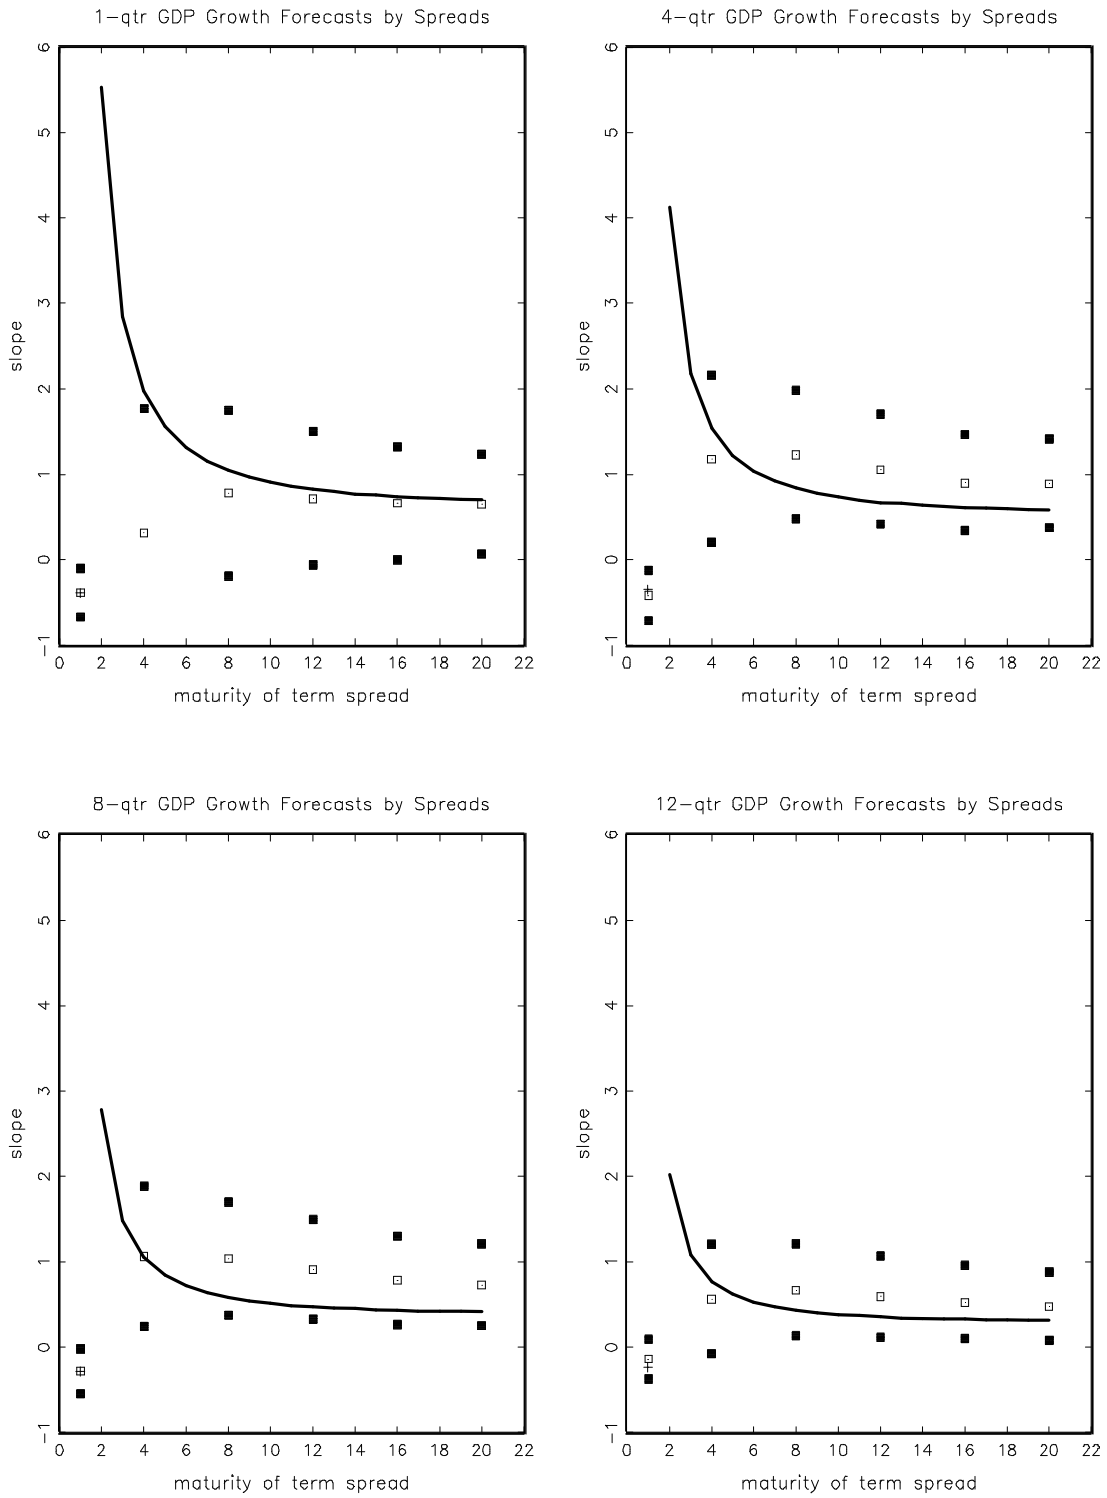 1-qtr GDP Growth Forecasts by Spreads
6
5
4
3
2
1
0
-1
slope
0 2 4 6 8 10 12 14 16 18 20 22
maturity of term spread
4-qtr GDP Growth Forecasts by Spreads
6
5
4
3
2
1
0
-1
slope
0 2 4 6 8 10 12 14 16 18 20 22
maturity of term spread
8-qtr GDP Growth Forecasts by Spreads
6
5
4
3
2
1
0
-1
slope
0 2 4 6 8 10 12 14 16 18 20 22
maturity of term spread
12-qtr GDP Growth Forecasts by Spreads
6
5
4
3
2
1
0
-1
slope
0 2 4 6 8 10 12 14 16 18 20 22
maturity of term spread